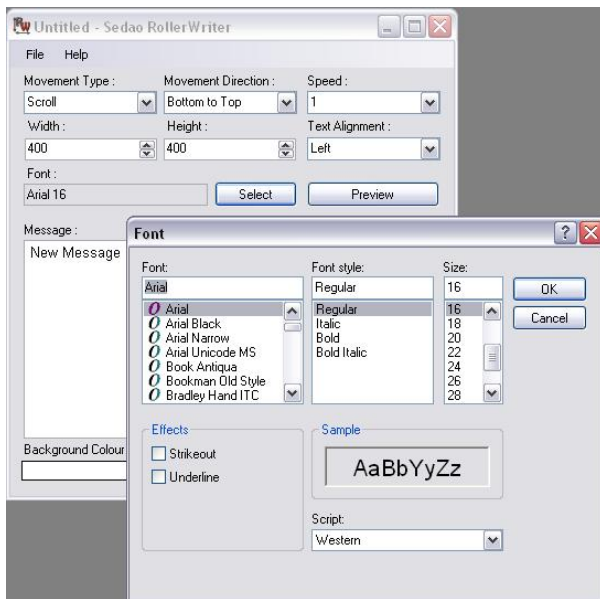 Untitled - Sedao RollerWriter
File Help
Movement Type : Movement Direction : Speed :
Scroll Bottom to Top 1
Width : Height : Text Alignment :
400 400 Left
Font :
Arial 16 Select Preview
Message :
New Message
Background Colour
Font
Font: Font style: Size:
Arial Regular 16 OK
Arial Regular 16 Cancel
Arial Black Italic 18
Arial Narrow Bold 20
Arial Unicode MS Bold Italic 22
Book Antiqua 24
Bookman Old Style 26
Bradley Hand ITC 28
Effects Sample
Strikeout
Underline
AaBbYyZz
Script:
Western